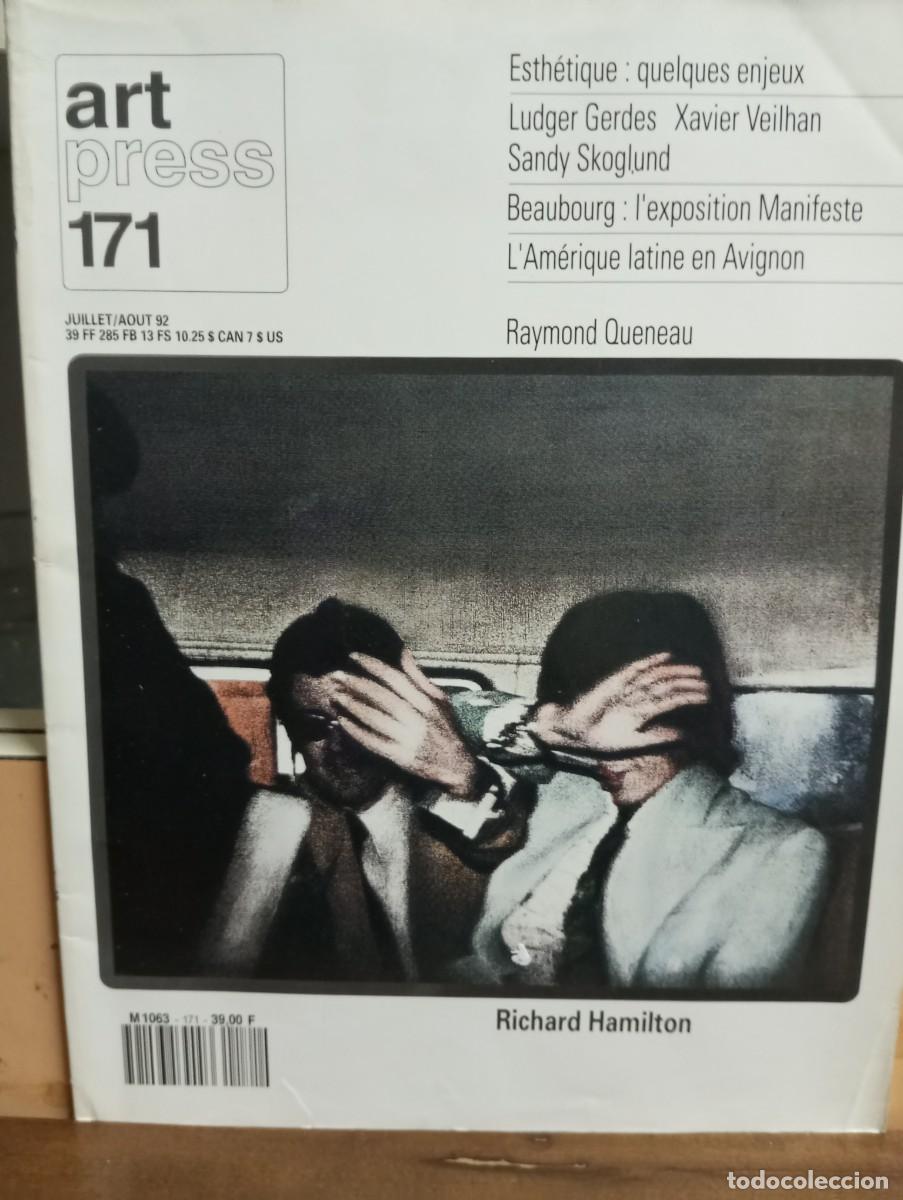 art
press
171
JUILLET/AOUT 92
39 FF 285 FB 13 FS 10.25 $ CAN 7 $ US
Esthétique : quelques enjeux
Ludger Gerdes Xavier Veilhan
Sandy Skoglund
Beaubourg : l'exposition Manifeste
L'Amérique latine en Avignon
Raymond Queneau
M 1063 - 171 - 39,00 F
Richard Hamilton
todocoleccion